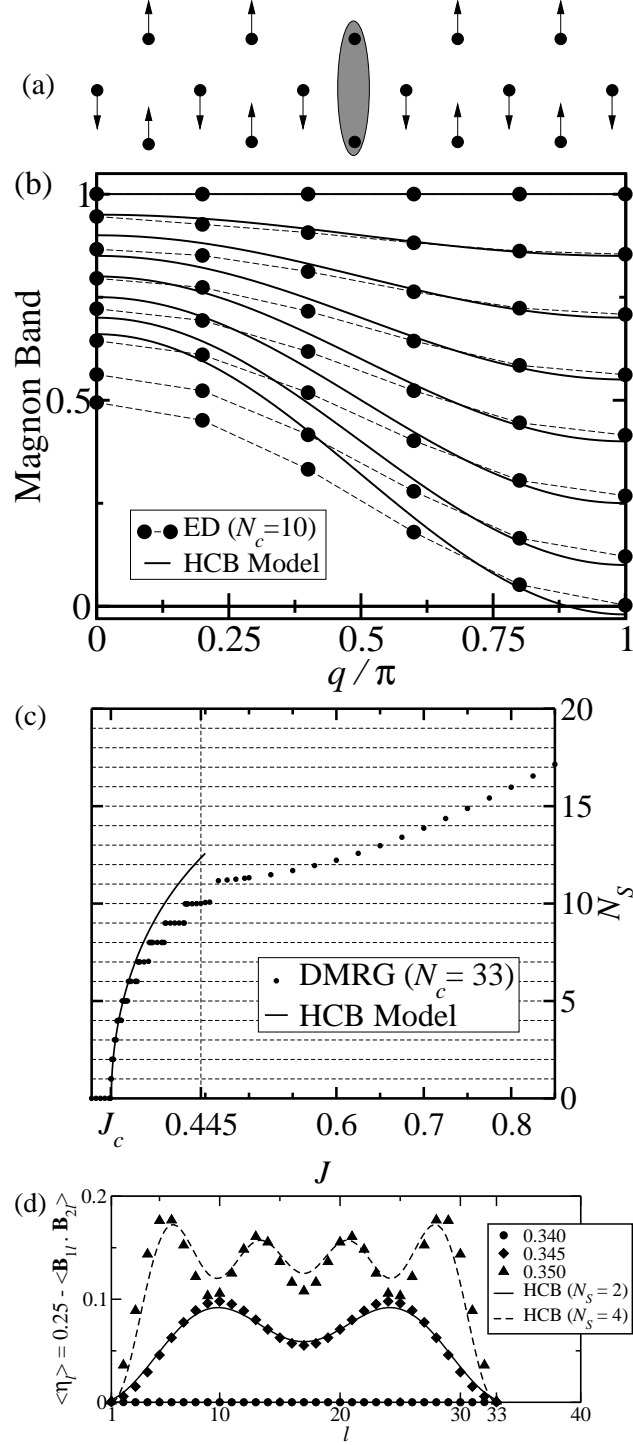 (a)
(b)
1
0.5
0
Magnon Band
ED (N_c=10)
HCB Model
0 0.25 0.5 0.75 1
q / π
(c)
20
15
10
5
0
N_S
DMRG (N_c= 33)
HCB Model
J_c 0.445 0.6 0.7 0.8
J
(d)
0.2
0.1
0
<η_l> = 0.25 - <B_1l . B_2l>
0.340
0.345
0.350
HCB (N_S = 2)
HCB (N_S = 4)
1 10 20 30 33 40
l